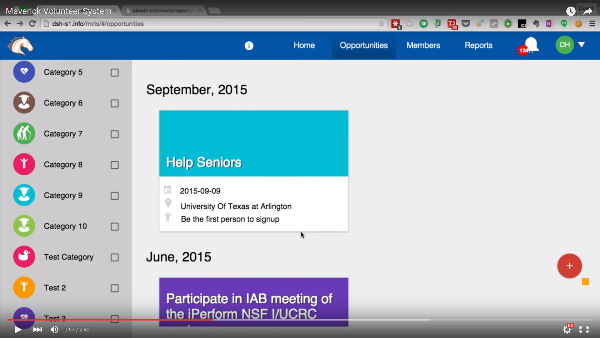 Maverick Volunteer System
dsh-s1.info/mvts/#/opportunities
Home
Opportunities
Members
Reports
DH
Category 5
Category 6
Category 7
Category 8
Category 9
Category 10
Test Category
Test 2
Test 3
September, 2015
Help Seniors
2015-09-09
University Of Texas at Arlington
Be the first person to signup
June, 2015
Participate in IAB meeting of
the iPerform NSF I/UCRC
+